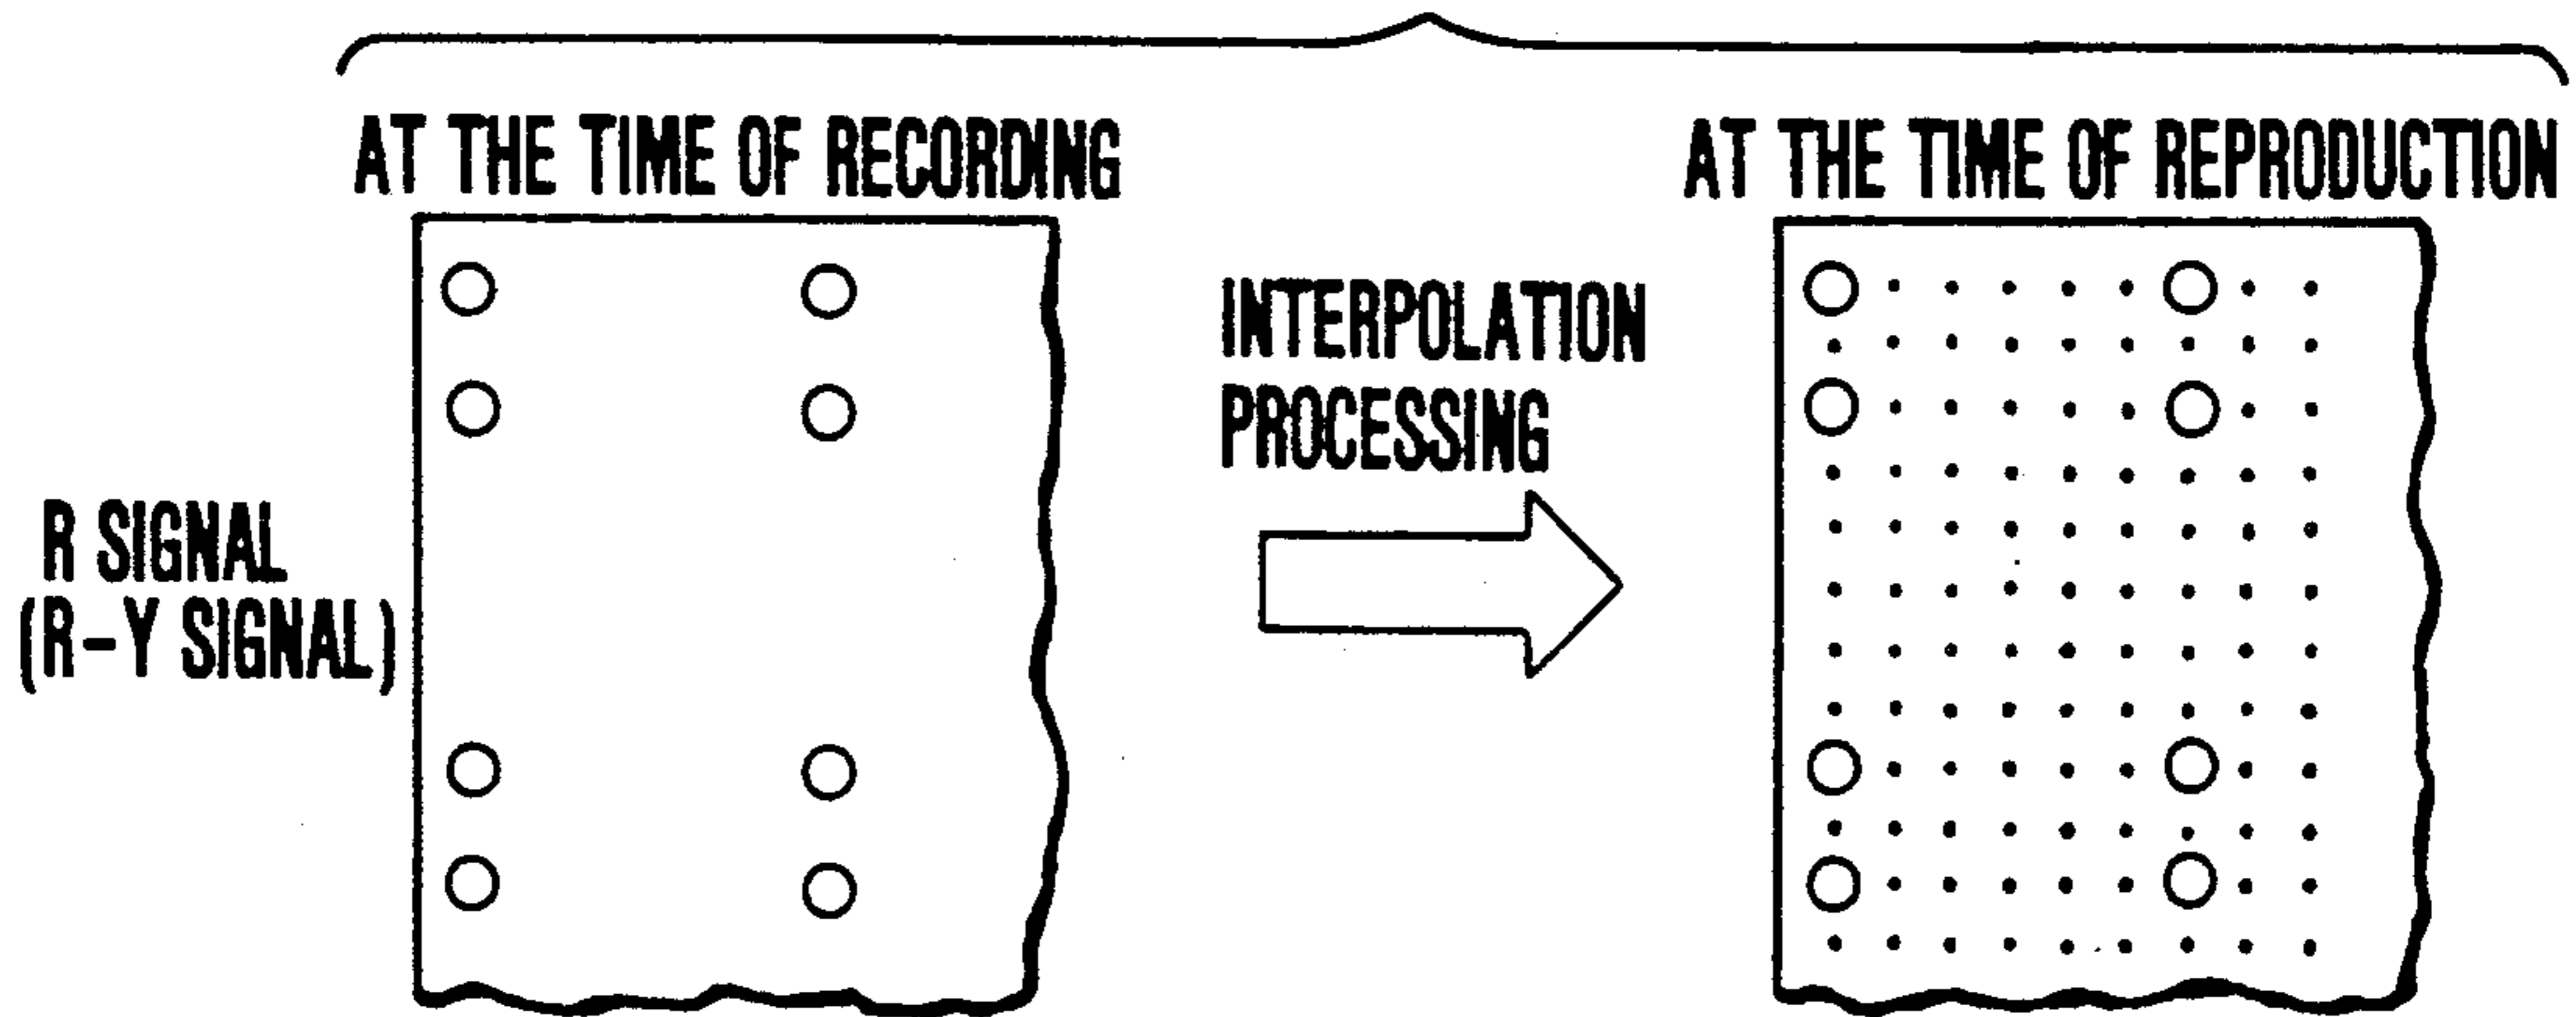 AT THE TIME OF RECORDING
AT THE TIME OF REPRODUCTION
INTERPOLATION
PROCESSING
R SIGNAL
(R-Y SIGNAL)